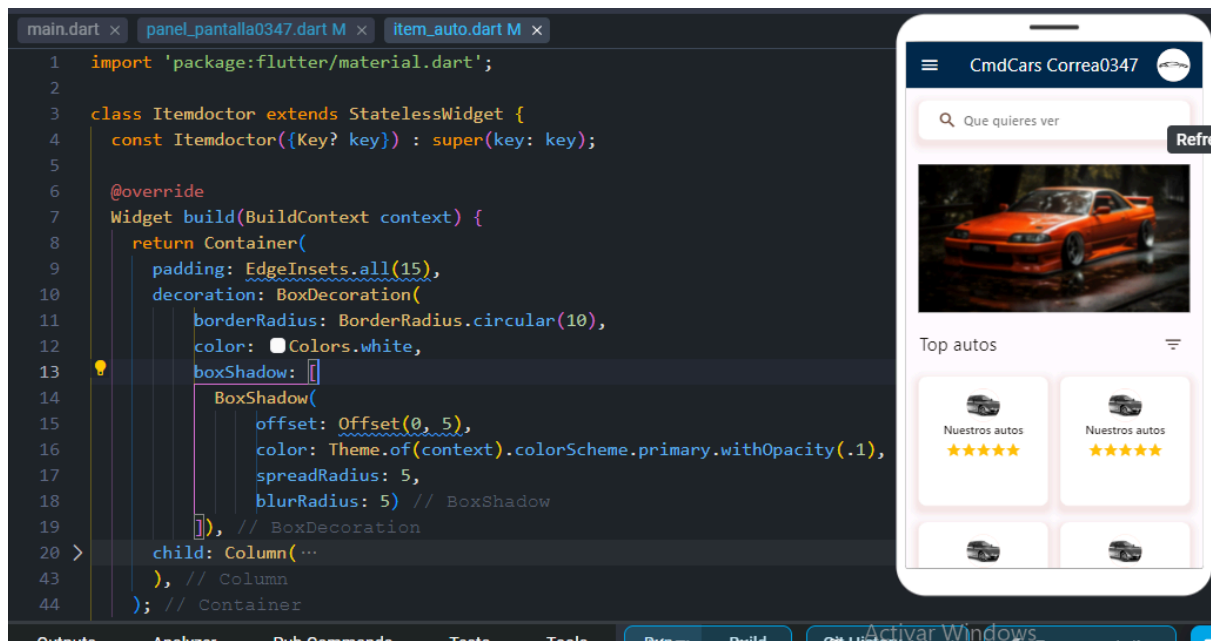 main.dart × panel_pantalla0347.dart M × item_auto.dart M ×
1 import 'package:flutter/material.dart';
2
3 class Itemdoctor extends StatelessWidget {
4 const Itemdoctor({Key? key}) : super(key: key);
5
6 @override
7 Widget build(BuildContext context) {
8 return Container(
9 padding: EdgeInsets.all(15),
10 decoration: BoxDecoration(
11 borderRadius: BorderRadius.circular(10),
12 color: Colors.white,
13 boxShadow: [
14 BoxShadow(
15 offset: Offset(0, 5),
16 color: Theme.of(context).colorScheme.primary.withOpacity(.1),
17 spreadRadius: 5,
18 blurRadius: 5) // BoxShadow
19 ]), // BoxDecoration
20 child: Column(…
43 ), // Column
44 ); // Container
CmdCars Correa0347
Que quieres ver
Refre
Top autos
Nuestros autos
Nuestros autos
Activar Windows